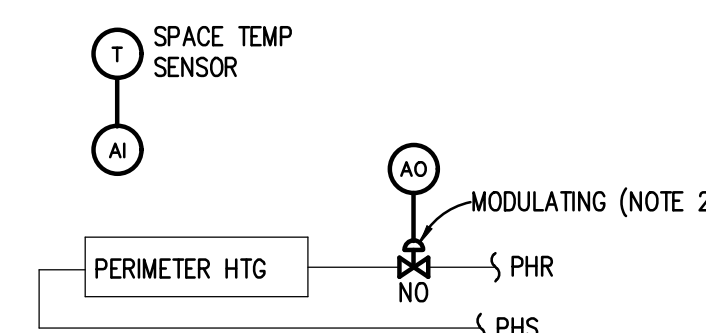 T
SPACE TEMP
SENSOR
AI
AO
MODULATING (NOTE 2
PERIMETER HTG
PHR
NO
PHS